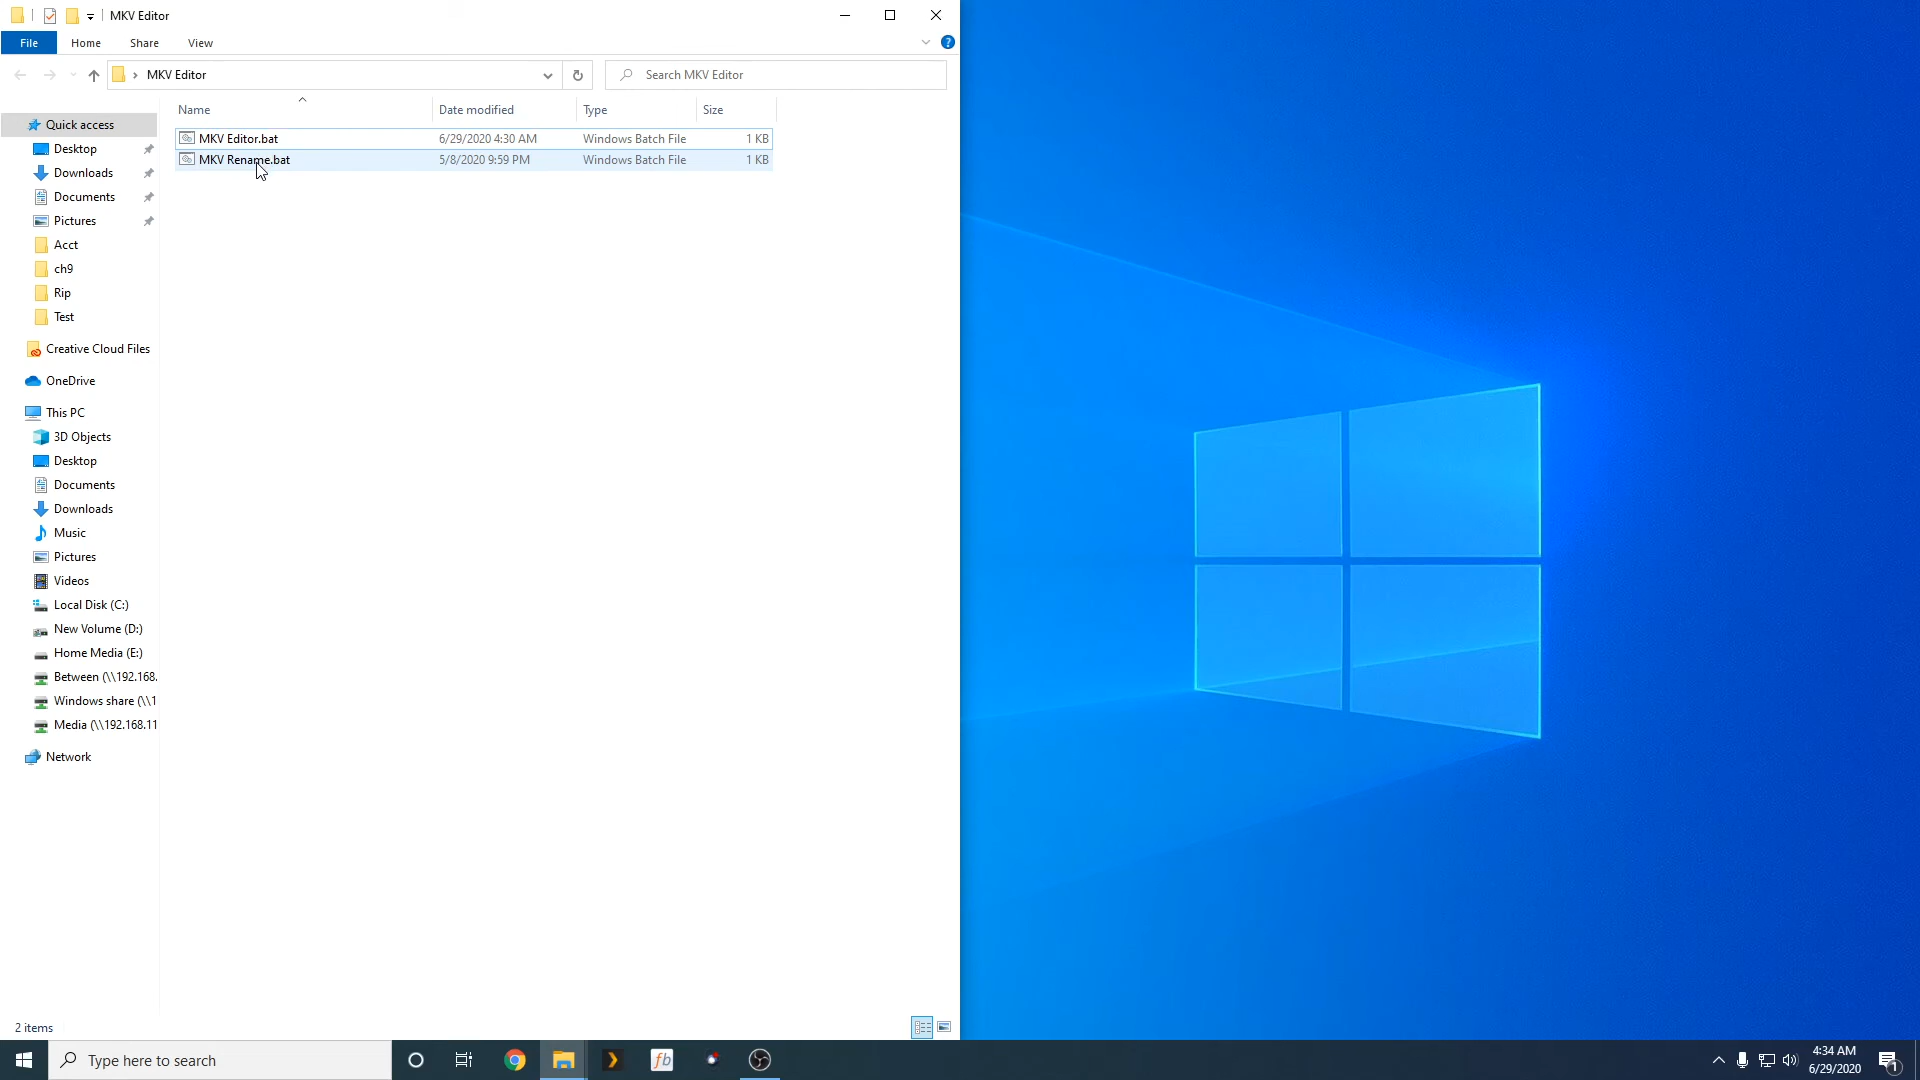 MKV Editor
File Home Share View
MKV Editor
Search MKV Editor
Name Date modified Type Size
MKV Editor.bat 6/29/2020 4:30 AM Windows Batch File 1 KB
MKV Rename.bat 5/8/2020 9:59 PM Windows Batch File 1 KB
Quick access
Desktop
Downloads
Documents
Pictures
Acct
ch9
Rip
Test
Creative Cloud Files
OneDrive
This PC
3D Objects
Desktop
Documents
Downloads
Music
Pictures
Videos
Local Disk (C:)
New Volume (D:)
Home Media (E:)
Between (\\192.168.
Windows share (\\1
Media (\\192.168.11
Network
2 items
Type here to search
fb
4:34 AM
6/29/2020
1